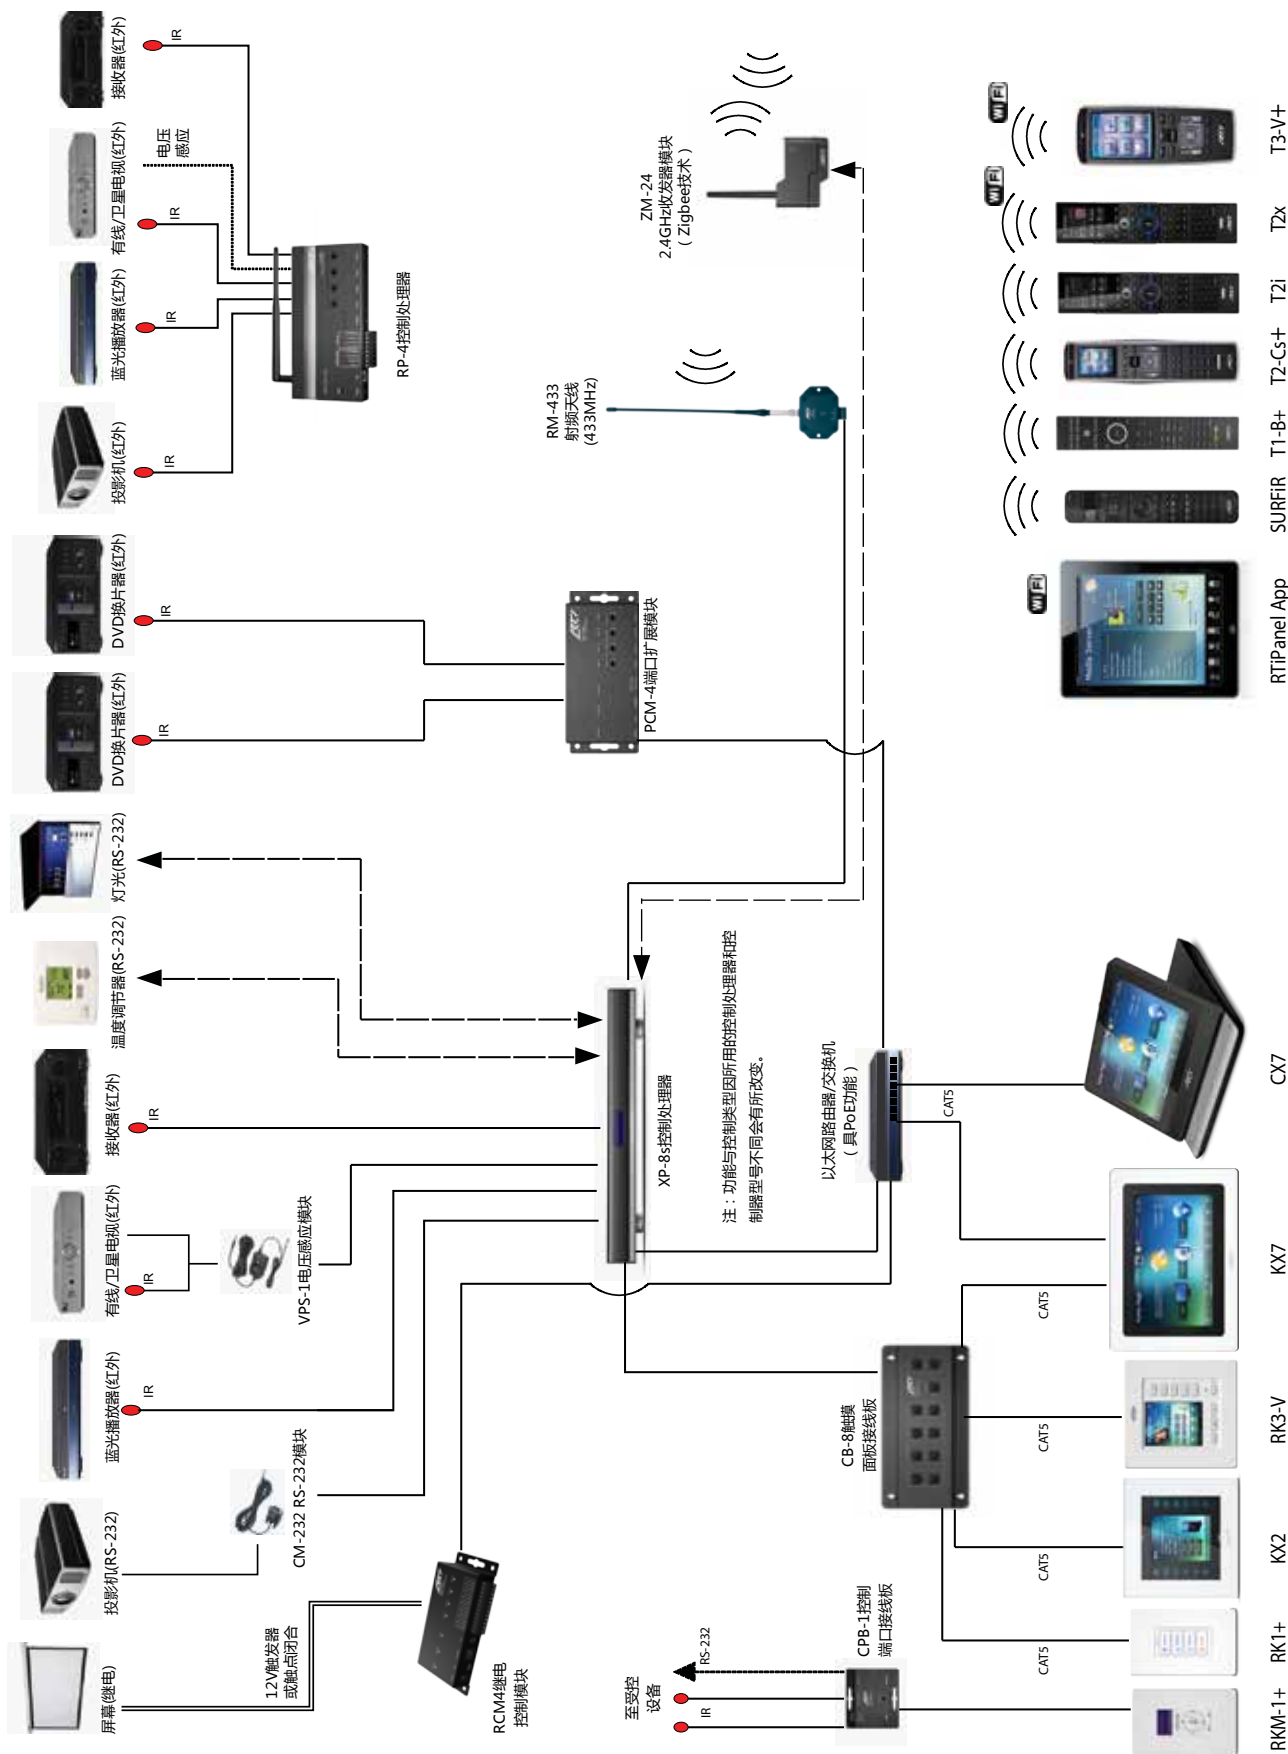 屏幕(继电)
投影机(RS-232)
蓝光播放器(红外)
有线/卫星电视(红外)
接收器(红外)
温度调节器(RS-232)
灯光(RS-232)
DVD换片器(红外)
DVD换片器(红外)
投影机(红外)
蓝光播放器(红外)
有线/卫星电视(红外)
接收器(红外)
IR
IR
IR
IR
IR
IR
IR
IR
IR
电压
感应
12V触发器
或触点闭合
CM-232 RS-232模块
VPS-1电压感应模块
RP-4控制处理器
RCM4继电
控制模块
XP-8s控制处理器
PCM-4端口扩展模块
RM-433
射频天线
(433MHz)
ZM-24
2.4GHz收发器模块
( Zigbee技术 )
注：功能与控制类型因所用的控制处理器和控
制器型号不同会有所改变。
至受控
设备
IR
RS-232
CPB-1控制
端口接线板
CB-8触摸
面板接线板
以太网路由器/交换机
( 具PoE功能 )
CAT5
CAT5
CAT5
CAT5
CAT5
WiFi
WiFi
WiFi
RKM-1+
RK1+
KX2
RK3-V
KX7
CX7
RTiPanel App
SURFiR
T1-B+
T2-Cs+
T2i
T2x
T3-V+